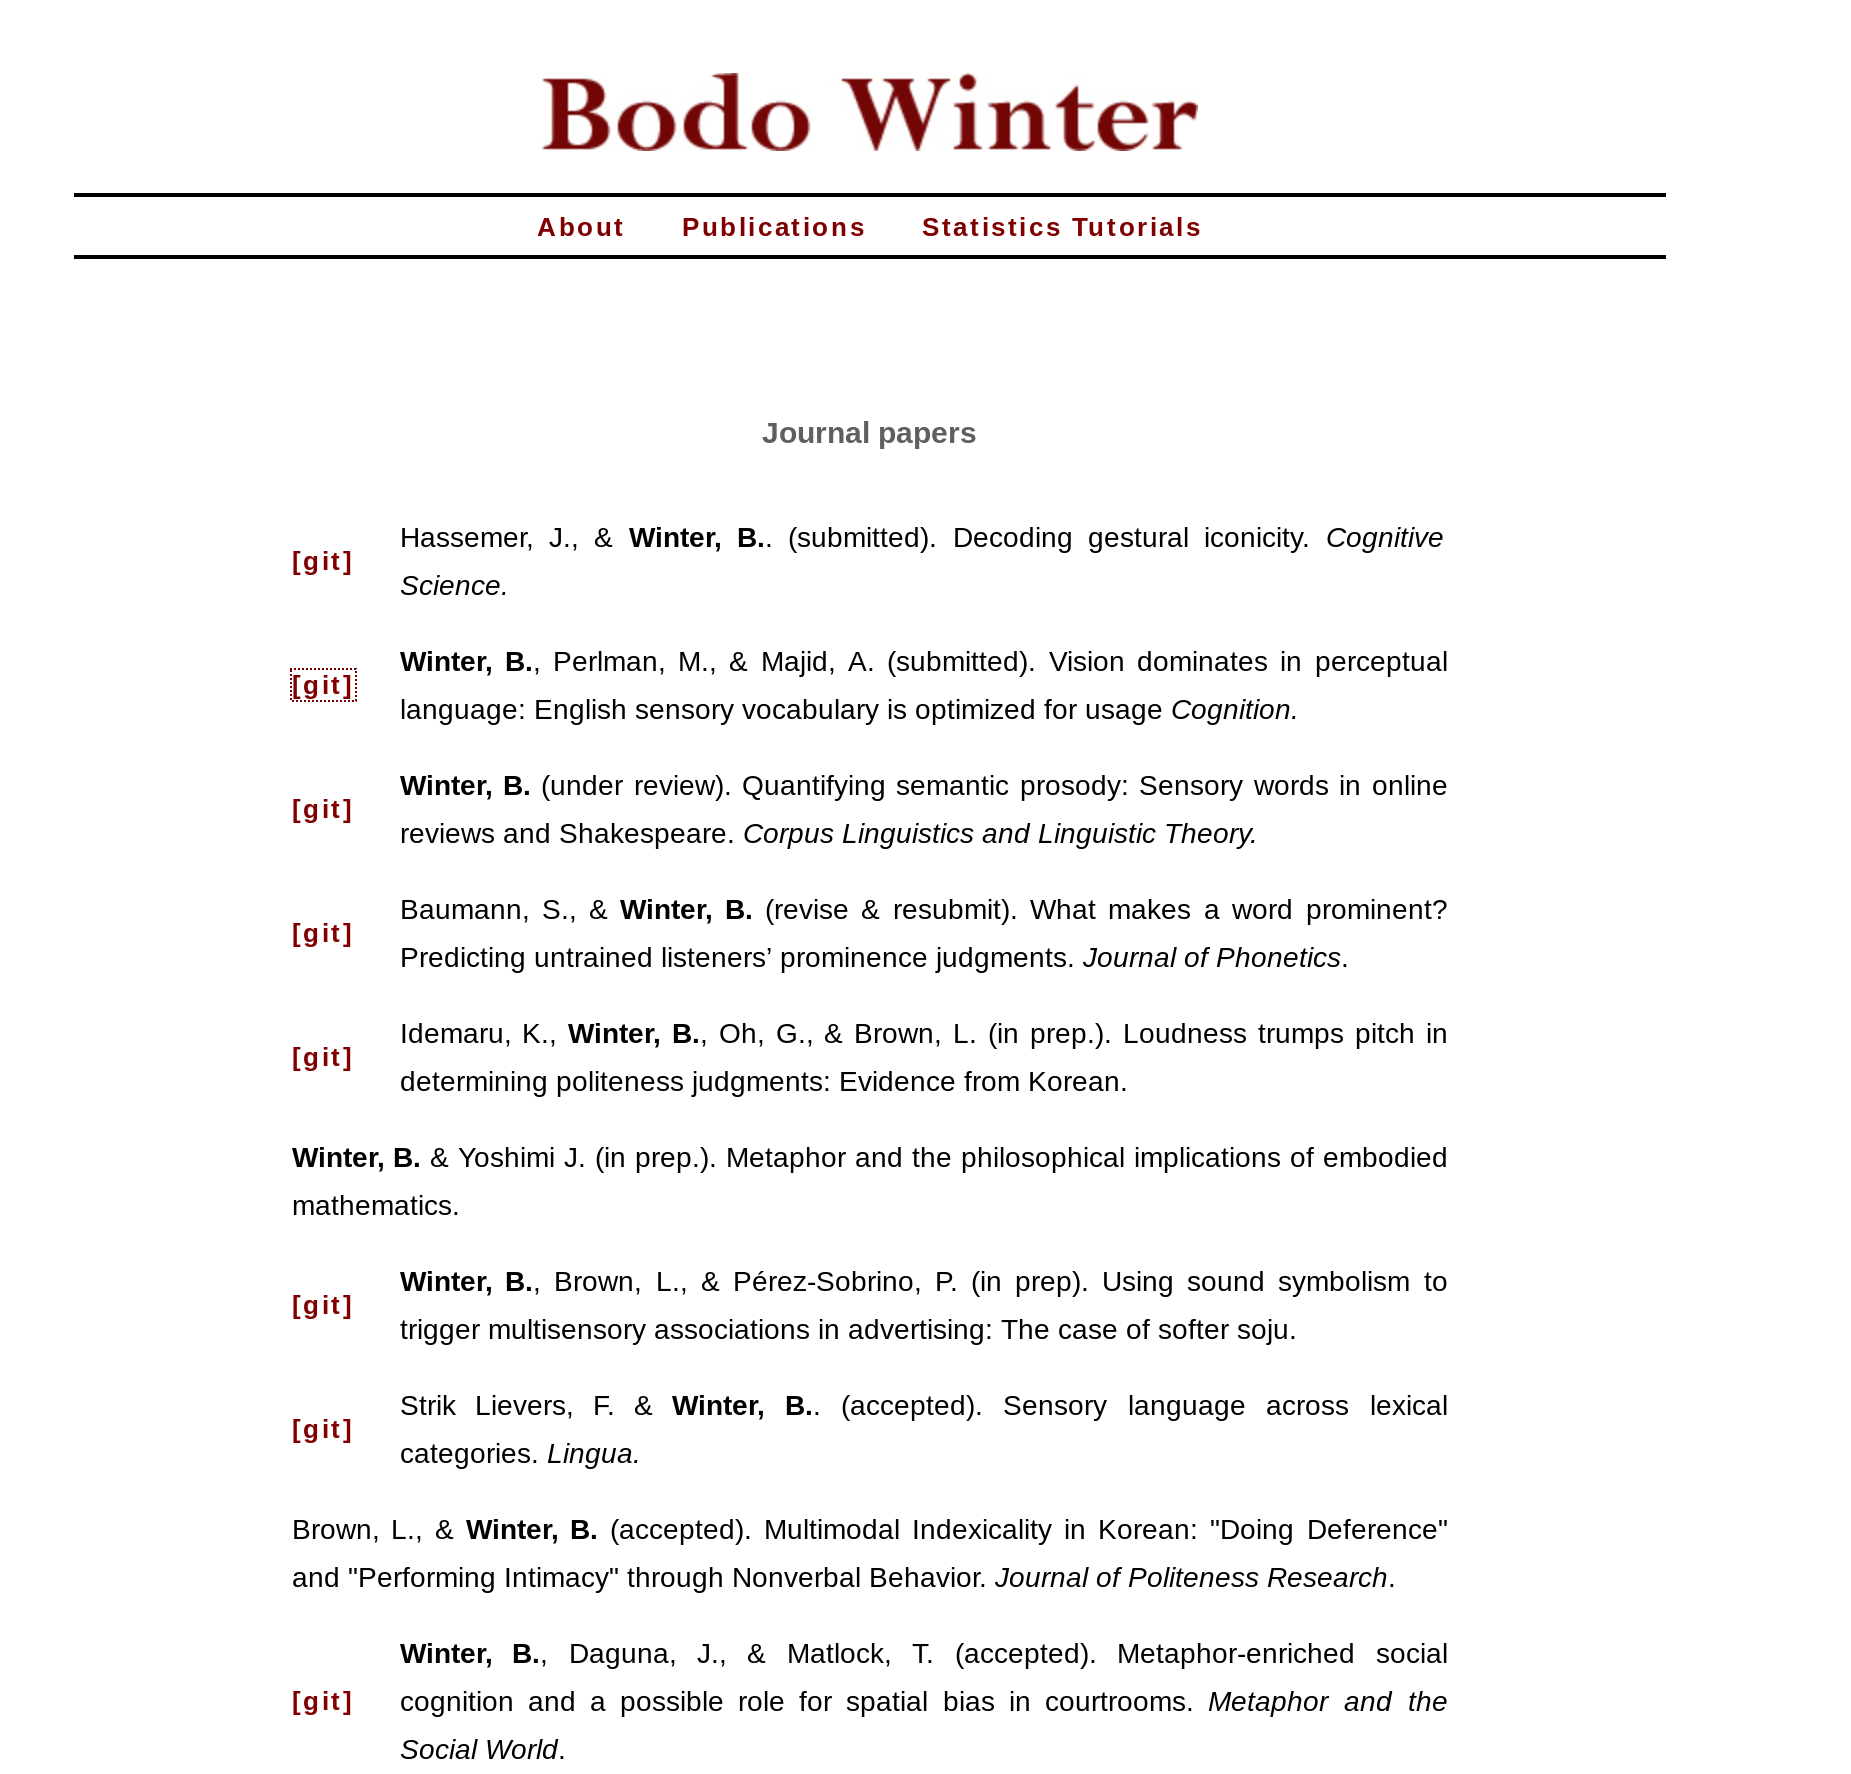 Bodo Winter
About Publications Statistics Tutorials
Journal papers
[git]
Hassemer, J., & Winter, B.. (submitted). Decoding gestural iconicity. Cognitive
Science.
[git]
Winter, B., Perlman, M., & Majid, A. (submitted). Vision dominates in perceptual
language: English sensory vocabulary is optimized for usage Cognition.
[git]
Winter, B. (under review). Quantifying semantic prosody: Sensory words in online
reviews and Shakespeare. Corpus Linguistics and Linguistic Theory.
[git]
Baumann, S., & Winter, B. (revise & resubmit). What makes a word prominent?
Predicting untrained listeners’ prominence judgments. Journal of Phonetics.
[git]
Idemaru, K., Winter, B., Oh, G., & Brown, L. (in prep.). Loudness trumps pitch in
determining politeness judgments: Evidence from Korean.
Winter, B. & Yoshimi J. (in prep.). Metaphor and the philosophical implications of embodied
mathematics.
[git]
Winter, B., Brown, L., & Pérez-Sobrino, P. (in prep). Using sound symbolism to
trigger multisensory associations in advertising: The case of softer soju.
[git]
Strik Lievers, F. & Winter, B.. (accepted). Sensory language across lexical
categories. Lingua.
Brown, L., & Winter, B. (accepted). Multimodal Indexicality in Korean: "Doing Deference"
and "Performing Intimacy" through Nonverbal Behavior. Journal of Politeness Research.
[git]
Winter, B., Daguna, J., & Matlock, T. (accepted). Metaphor-enriched social
cognition and a possible role for spatial bias in courtrooms. Metaphor and the
Social World.